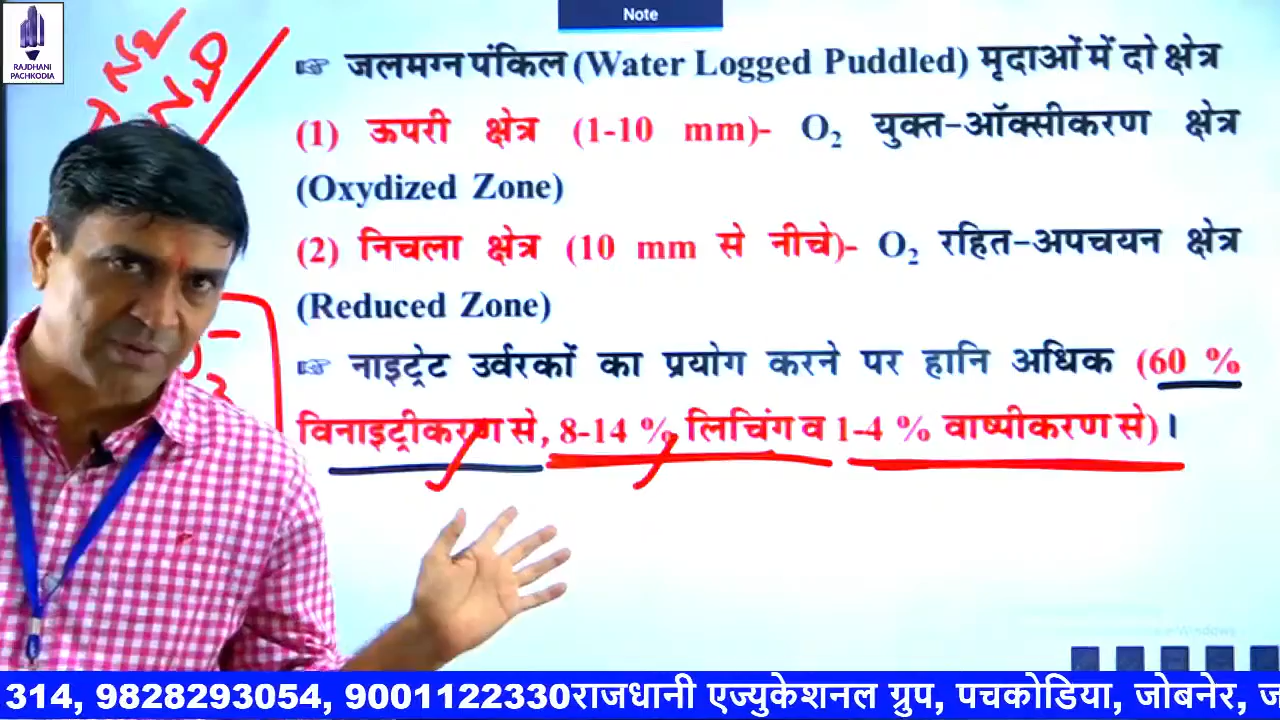 Note
RAJDHANI
PACHKODIA
N2
☞ जलमग्न पंकिल (Water Logged Puddled) मृदाओं में दो क्षेत्र
(1) ऊपरी क्षेत्र (1-10 mm)- O₂ युक्त-ऑक्सीकरण क्षेत्र
(Oxydized Zone)
(2) निचला क्षेत्र (10 mm से नीचे)- O₂ रहित-अपचयन क्षेत्र
(Reduced Zone)
☞ नाइट्रेट उर्वरकों का प्रयोग करने पर हानि अधिक (60 %
विनाइट्रीकरण से, 8-14 % लिचिंग व 1-4 % वाष्पीकरण से)।
314, 9828293054, 9001122330राजधानी एज्युकेशनल ग्रुप, पचकोडिया, जोबनेर,